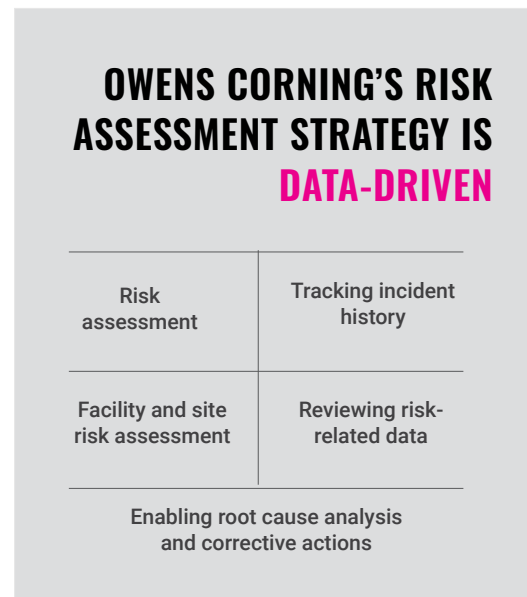 OWENS CORNING’S RISK
ASSESSMENT STRATEGY IS
DATA-DRIVEN
Risk
assessment
Tracking incident
history
Facility and site
risk assessment
Reviewing risk-
related data
Enabling root cause analysis
and corrective actions